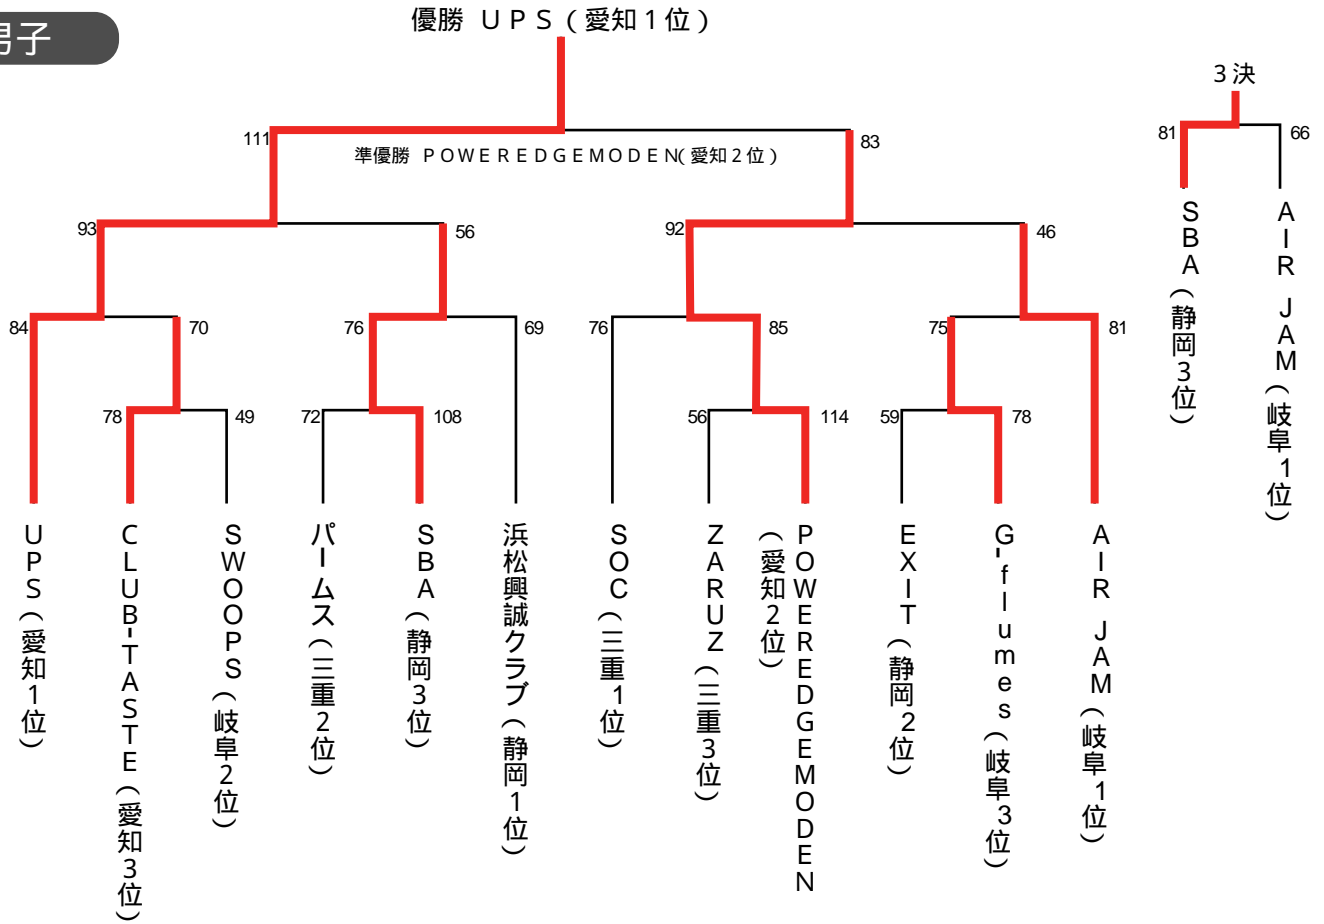 男子
優勝 UPS(愛知1位)
3決
111
83
81
66
準優勝 POWEREDGEMODEN(愛知2位)
93
56
92
46
84
70
76
69
76
85
75
81
78
49
72
108
56
114
59
78
SBA(静岡3位)
AIR JAM(岐阜1位)
UPS(愛知1位)
CLUB-TASTE(愛知3位)
SWOOPS(岐阜2位)
パームス(三重2位)
SBA(静岡3位)
浜松興誠クラブ(静岡1位)
SOC(三重1位)
ZARUZ(三重3位)
POWEREDGEMODEN
(愛知2位)
EXIT(静岡2位)
G'flumes(岐阜3位)
AIR JAM(岐阜1位)